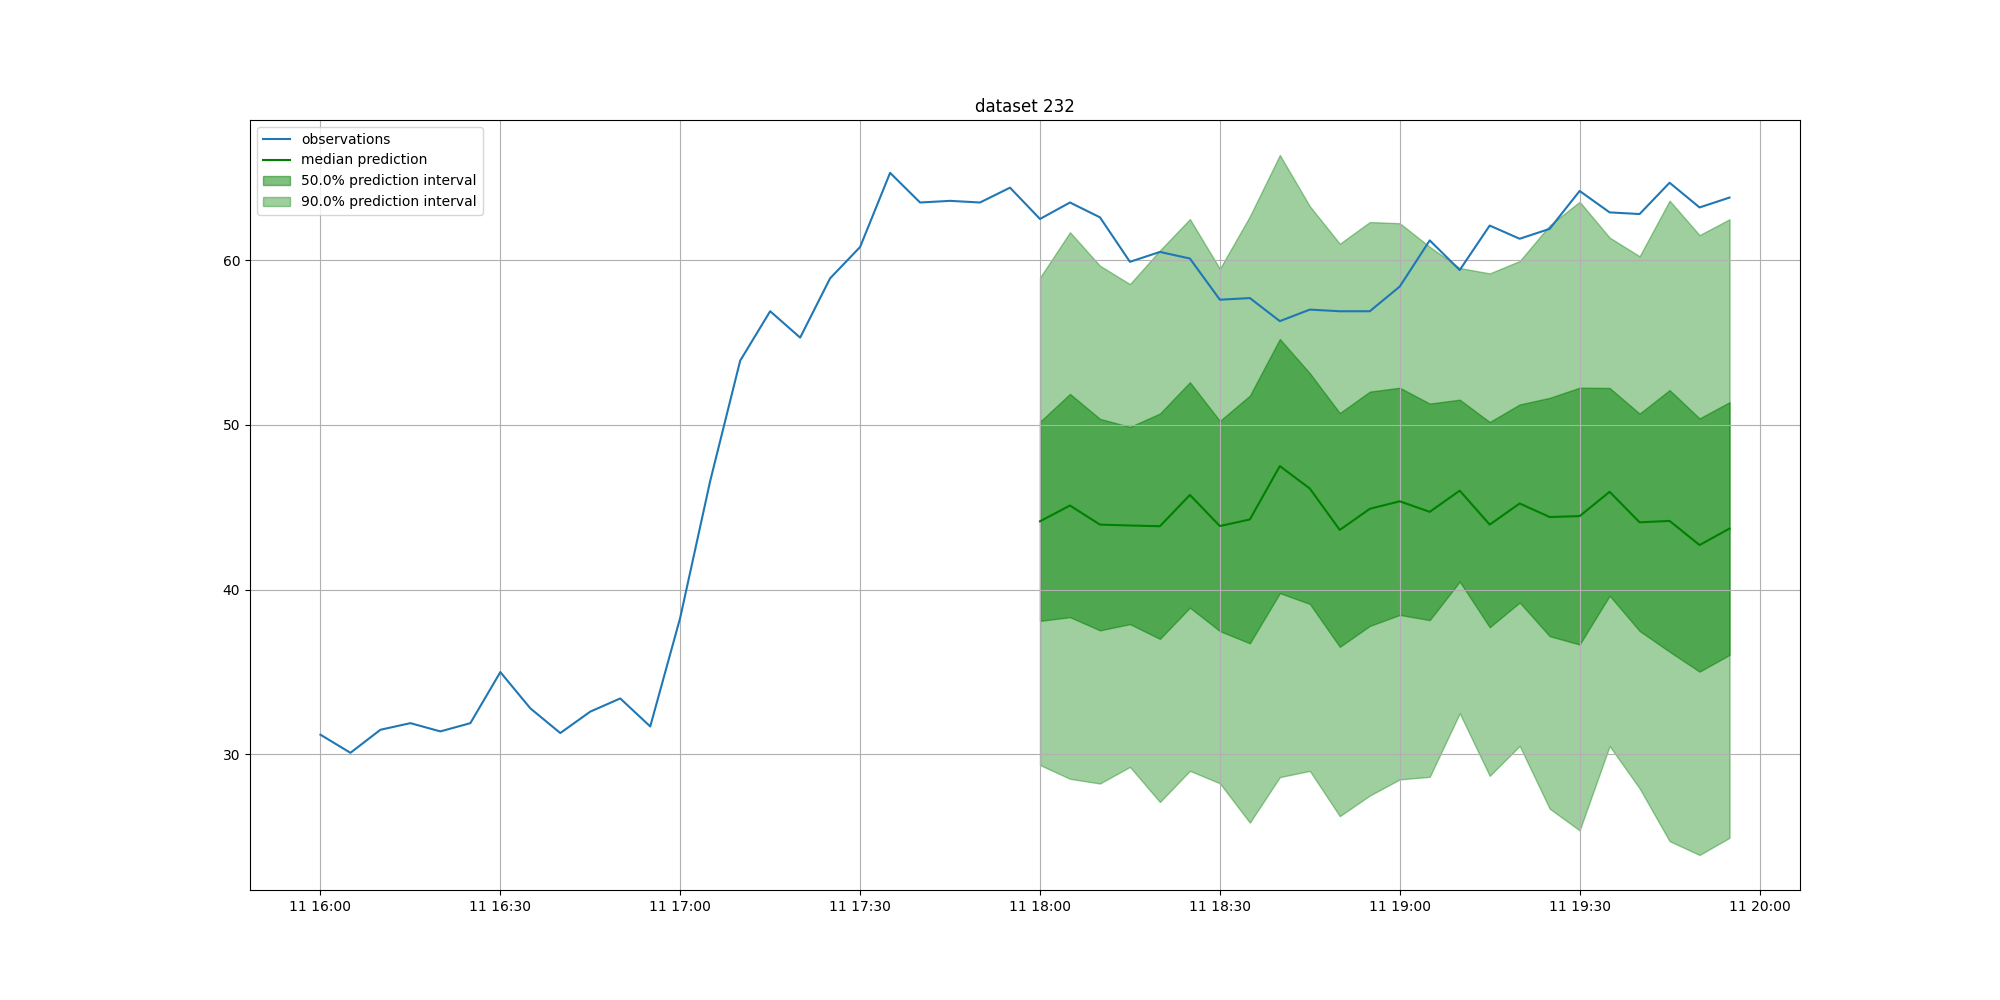 dataset 232
observations
median prediction
50.0% prediction interval
90.0% prediction interval
60
50
40
30
11 16:00
11 16:30
11 17:00
11 17:30
11 18:00
11 18:30
11 19:00
11 19:30
11 20:00